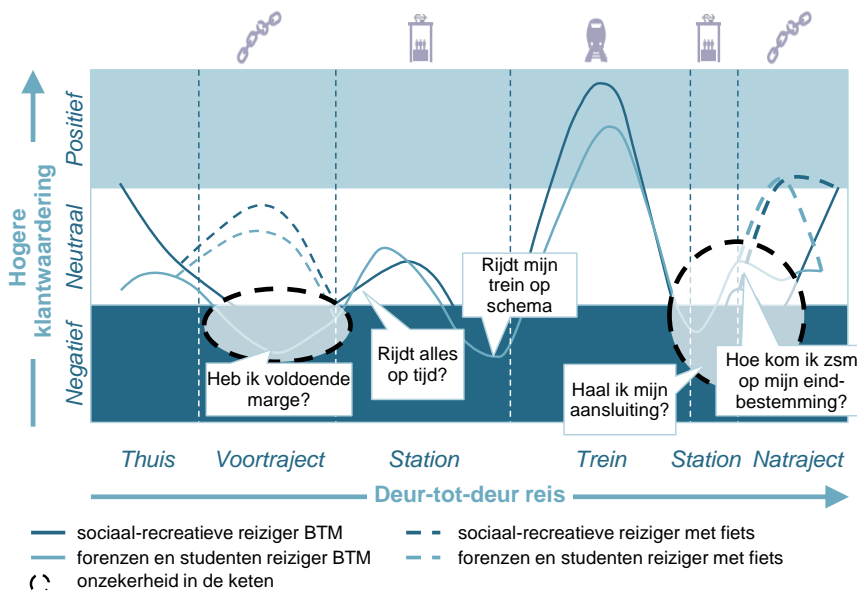 Hogere
klantwaardering
Positief
Neutraal
Negatief
Rijdt mijn
trein op
schema
Heb ik voldoende
marge?
Rijdt alles
op tijd?
Haal ik mijn
aansluiting?
Hoe kom ik zsm
op mijn eind-
bestemming?
Thuis Voortraject Station Trein Station Natraject
Deur-tot-deur reis
sociaal-recreatieve reiziger BTM
sociaal-recreatieve reiziger met fiets
forenzen en studenten reiziger BTM
forenzen en studenten reiziger met fiets
onzekerheid in de keten